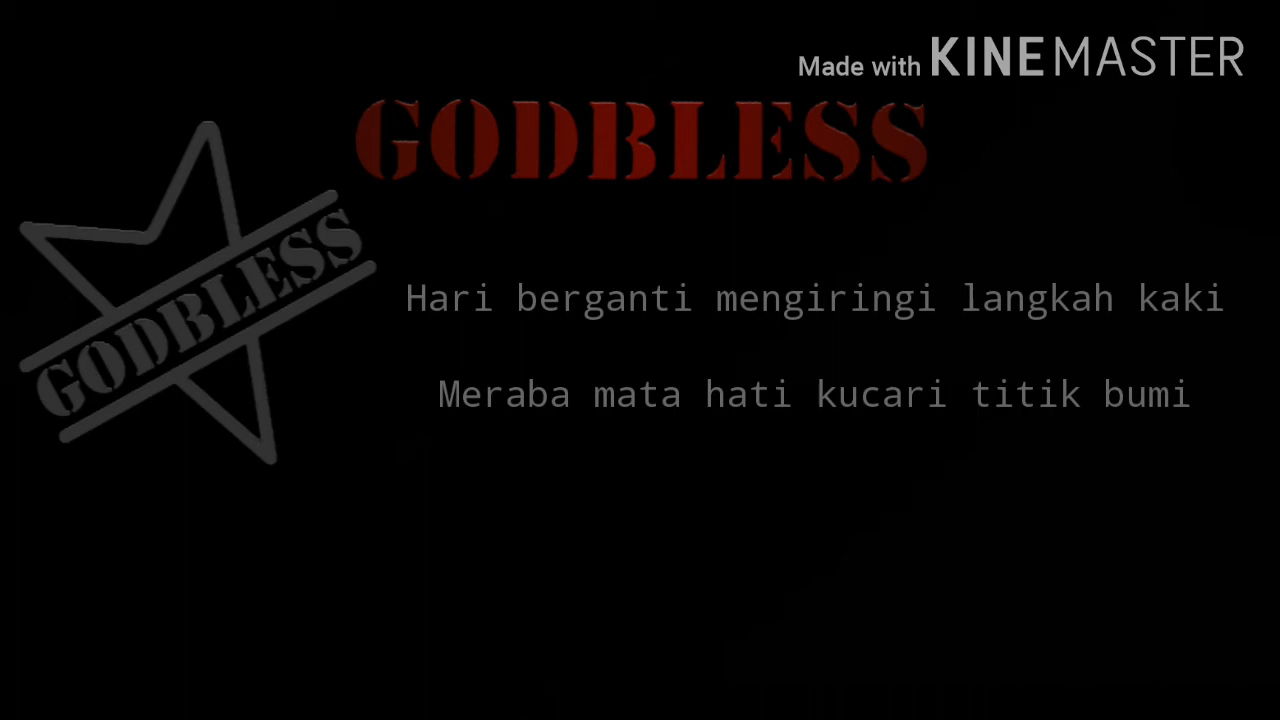 Made with KINEMASTER
GODBLESS
GODBLESS
Hari berganti mengiringi langkah kaki
Meraba mata hati kucari titik bumi